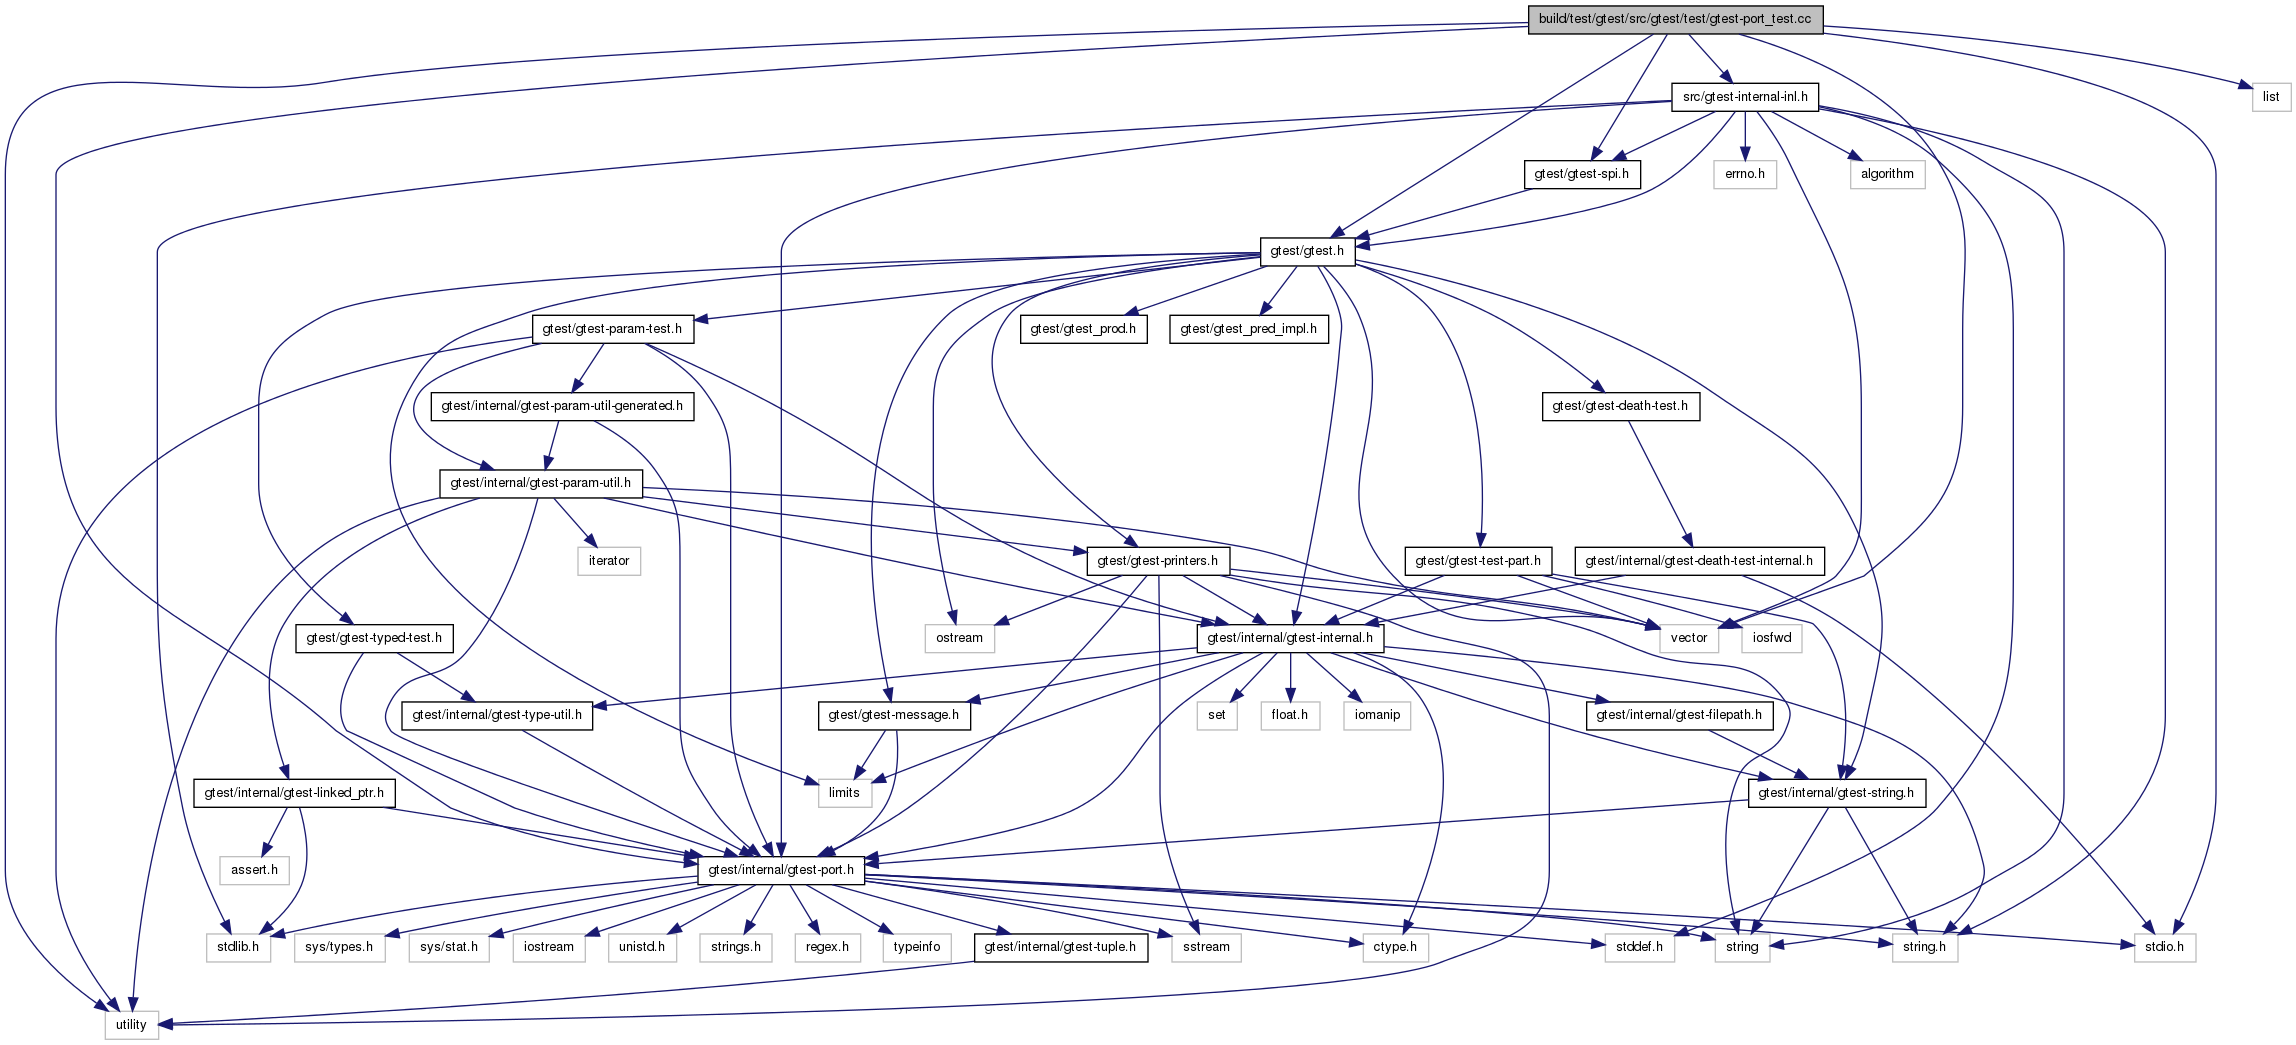 build/test/gtest/src/gtest/test/gtest-port_test.cc
src/gtest-internal-inl.h
list
gtest/gtest-spi.h
errno.h
algorithm
gtest/gtest.h
gtest/gtest-param-test.h
gtest/gtest_prod.h
gtest/gtest_pred_impl.h
gtest/internal/gtest-param-util-generated.h
gtest/gtest-death-test.h
gtest/internal/gtest-param-util.h
iterator
gtest/gtest-printers.h
gtest/gtest-test-part.h
gtest/internal/gtest-death-test-internal.h
gtest/gtest-typed-test.h
ostream
gtest/internal/gtest-internal.h
vector
iosfwd
gtest/internal/gtest-type-util.h
gtest/gtest-message.h
set
float.h
iomanip
gtest/internal/gtest-filepath.h
gtest/internal/gtest-linked_ptr.h
limits
gtest/internal/gtest-string.h
assert.h
gtest/internal/gtest-port.h
stdlib.h
sys/types.h
sys/stat.h
iostream
unistd.h
strings.h
regex.h
typeinfo
gtest/internal/gtest-tuple.h
sstream
ctype.h
stddef.h
string
string.h
stdio.h
utility